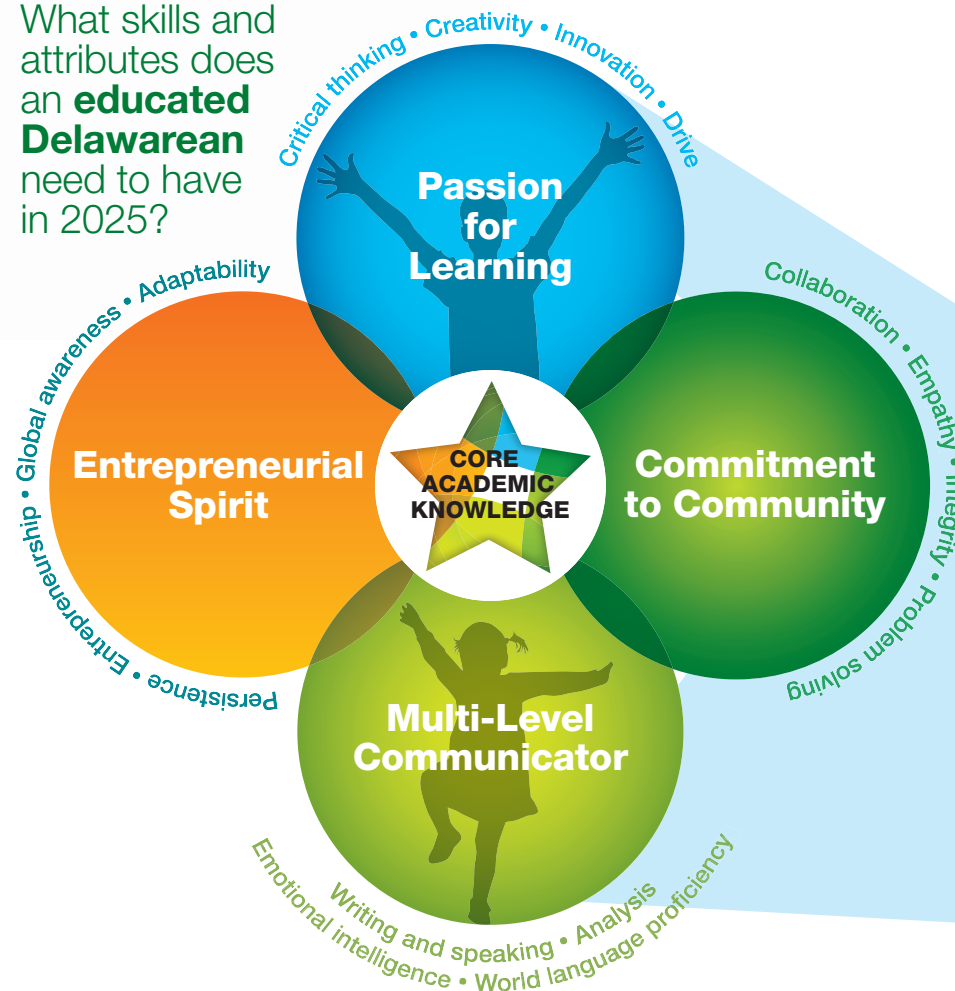 What skills and
attributes does
an educated
Delawarean
need to have
in 2025?
Critical thinking • Creativity • Innovation • Drive
Passion
for
Learning
Persistence • Entrepreneurship • Global awareness • Adaptability
Entrepreneurial
Spirit
CORE
ACADEMIC
KNOWLEDGE
Collaboration • Empathy • Integrity • Problem solving
Commitment
to Community
Multi-Level
Communicator
Writing and speaking • Analysis
Emotional intelligence • World language proficiency